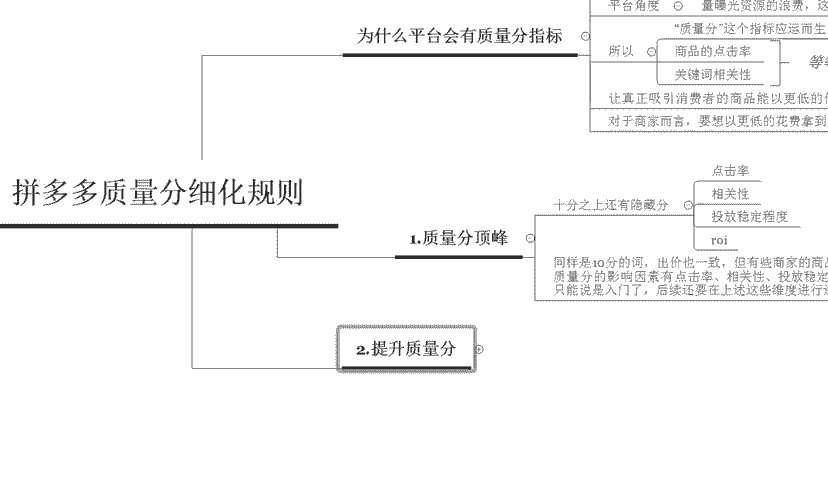 平台角度
量曝光资源的浪费，这
为什么平台会有质量分指标
“质量分”这个指标应运而生
所以
商品的点击率
关键词相关性
让真正吸引消费者的商品能以更低的
对于商家而言，要想以更低的花费拿到
拼多多质量分细化规则
1.质量分顶峰
十分之上还有隐藏分
点击率
相关性
投放稳定程度
roi
同样是10分的词，出价也一致，但有些商家的商品
质量分的影响因素有点击率、相关性、投放稳定
只能说是入门了，后续还要在上述这些维度进行
2.提升质量分